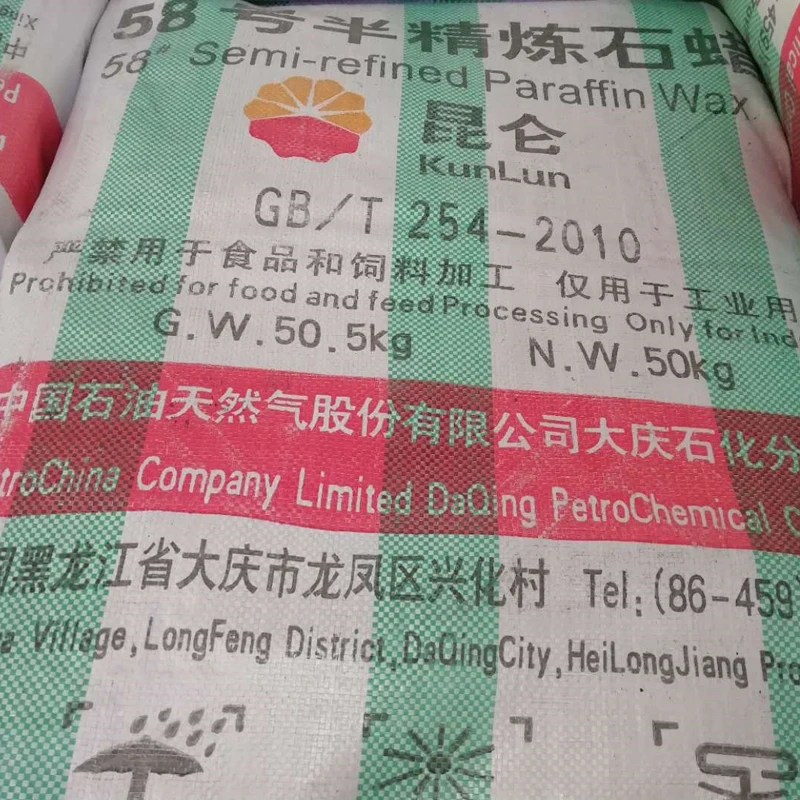 58号半精炼石蜡
58# Semi-refined Paraffin Wax
昆仑
KunLun
GB/T 254-2010
严禁用于食品和饲料加工 仅用于工业用
Prohibited for food and feed Processing Only for Ind
G.W.50.5kg
N.W.50kg
中国石油天然气股份有限公司大庆石化分
troChina Company Limited DaQing PetroChemical C
国黑龙江省大庆市龙凤区兴化村 Tel:(86-459)
a Village,LongFeng District,DaQingCity,HeiLongJiang Pro